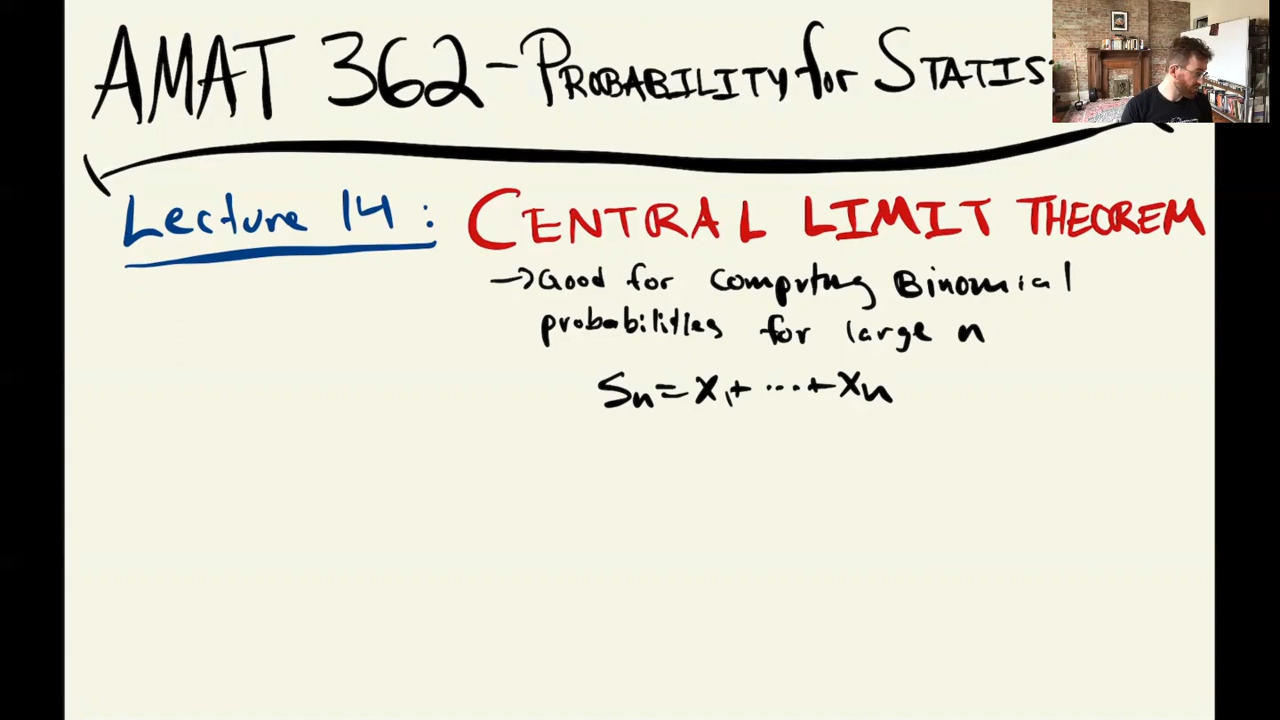 AMAT 362 - PROBABILITY for STATIS
Lecture 14: CENTRAL LIMIT THEOREM
→ Good for computing Binomial
probabilities for large n
Sn = X1 + ... + Xn